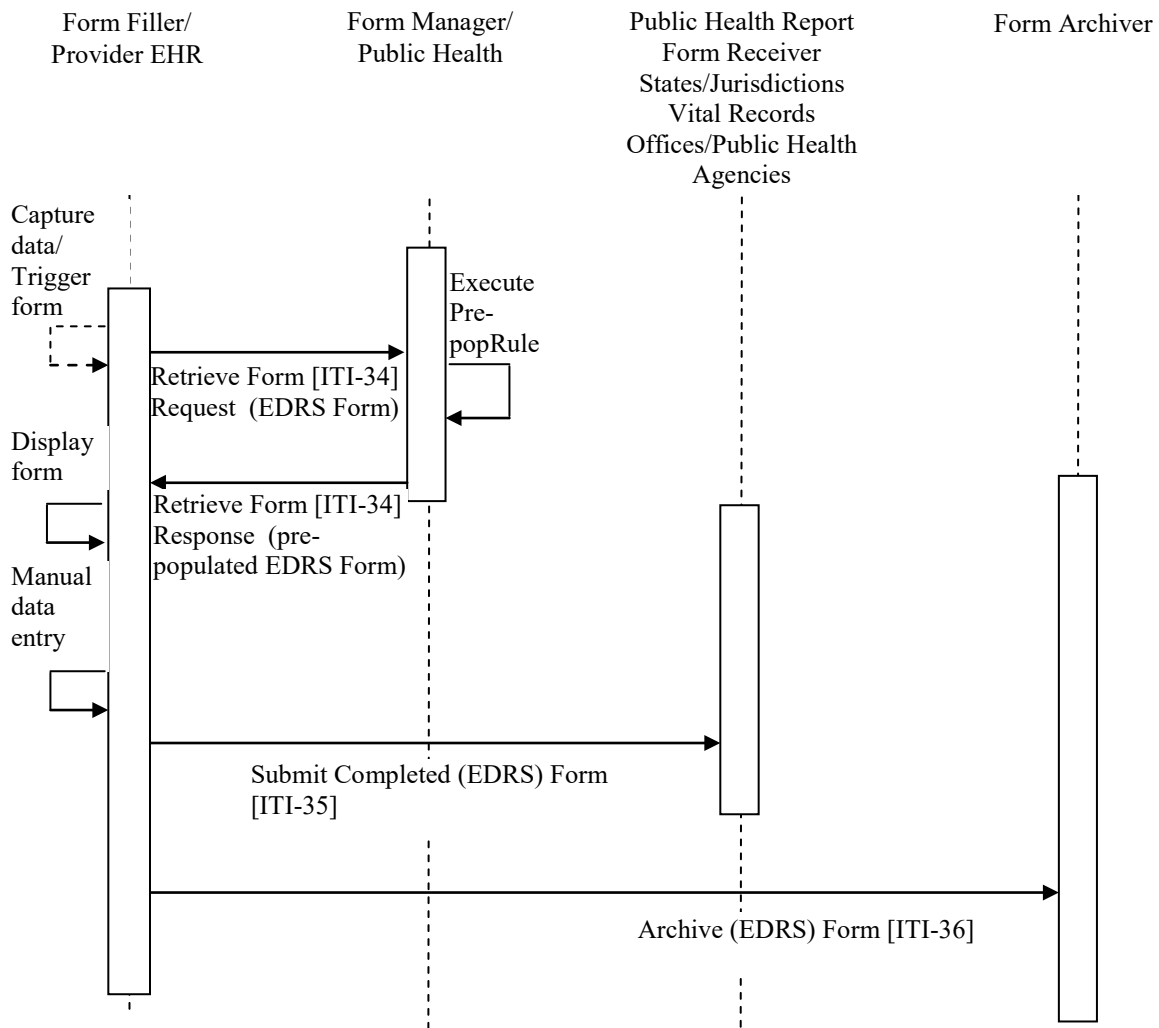 Form Filler/
Provider EHR
Form Manager/
Public Health
Public Health Report
Form Receiver
States/Jurisdictions
Vital Records
Offices/Public Health
Agencies
Form Archiver
Capture
data/
Trigger
form
Execute
Pre-
popRule
Retrieve Form [ITI-34]
Request (EDRS Form)
Display
form
Retrieve Form [ITI-34]
Response (pre-
populated EDRS Form)
Manual
data
entry
Submit Completed (EDRS) Form
[ITI-35]
Archive (EDRS) Form [ITI-36]